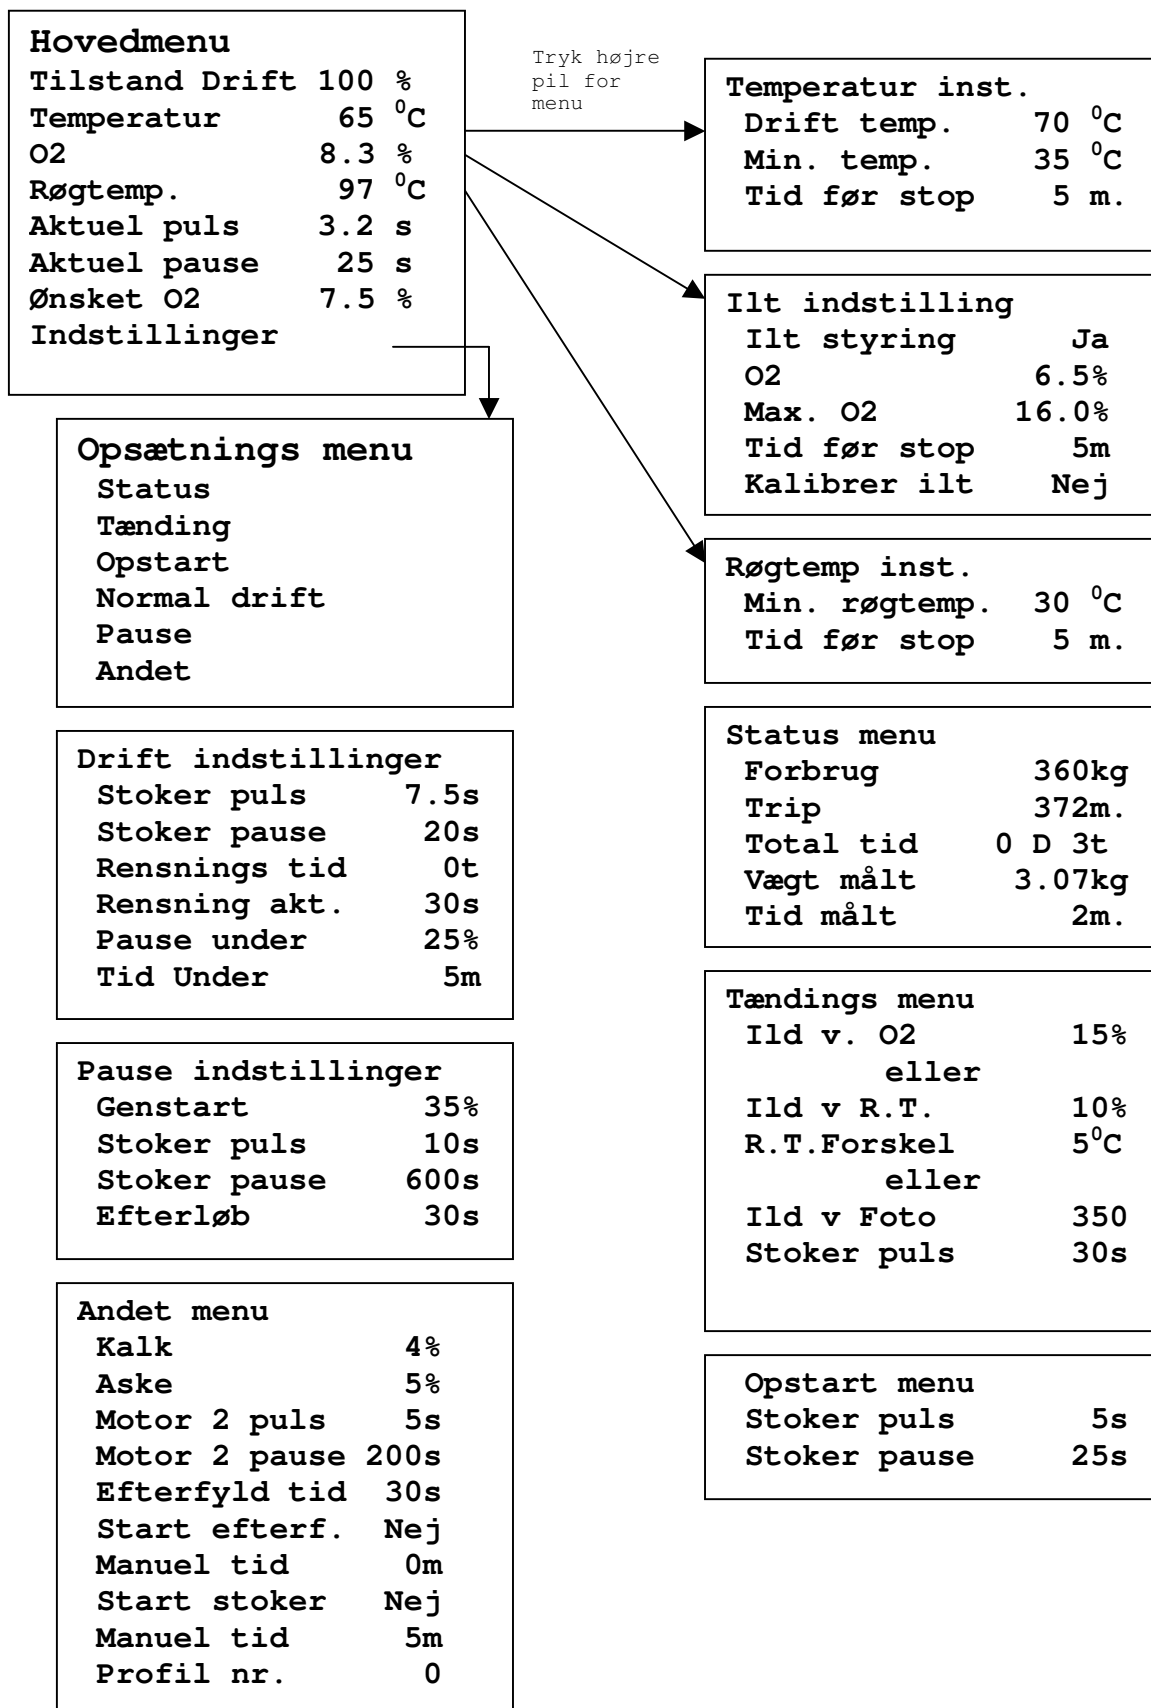 Hovedmenu
Tilstand Drift 100 %
Temperatur 65 ⁰C
O2 8.3 %
Røgtemp. 97 ⁰C
Aktuel puls 3.2 s
Aktuel pause 25 s
Ønsket O2 7.5 %
Indstillinger
Tryk højre
pil for
menu
Temperatur inst.
Drift temp. 70 ⁰C
Min. temp. 35 ⁰C
Tid før stop 5 m.
Ilt indstilling
Ilt styring Ja
O2 6.5%
Max. O2 16.0%
Tid før stop 5m
Kalibrer ilt Nej
Røgtemp inst.
Min. røgtemp. 30 ⁰C
Tid før stop 5 m.
Opsætnings menu
Status
Tænding
Opstart
Normal drift
Pause
Andet
Status menu
Forbrug 360kg
Trip 372m.
Total tid 0 D 3t
Vægt målt 3.07kg
Tid målt 2m.
Drift indstillinger
Stoker puls 7.5s
Stoker pause 20s
Rensnings tid 0t
Rensning akt. 30s
Pause under 25%
Tid Under 5m
Tændings menu
Ild v. O2 15%
eller
Ild v R.T. 10%
R.T.Forskel 5⁰C
eller
Ild v Foto 350
Stoker puls 30s
Pause indstillinger
Genstart 35%
Stoker puls 10s
Stoker pause 600s
Efterløb 30s
Opstart menu
Stoker puls 5s
Stoker pause 25s
Andet menu
Kalk 4%
Aske 5%
Motor 2 puls 5s
Motor 2 pause 200s
Efterfyld tid 30s
Start efterf. Nej
Manuel tid 0m
Start stoker Nej
Manuel tid 5m
Profil nr. 0